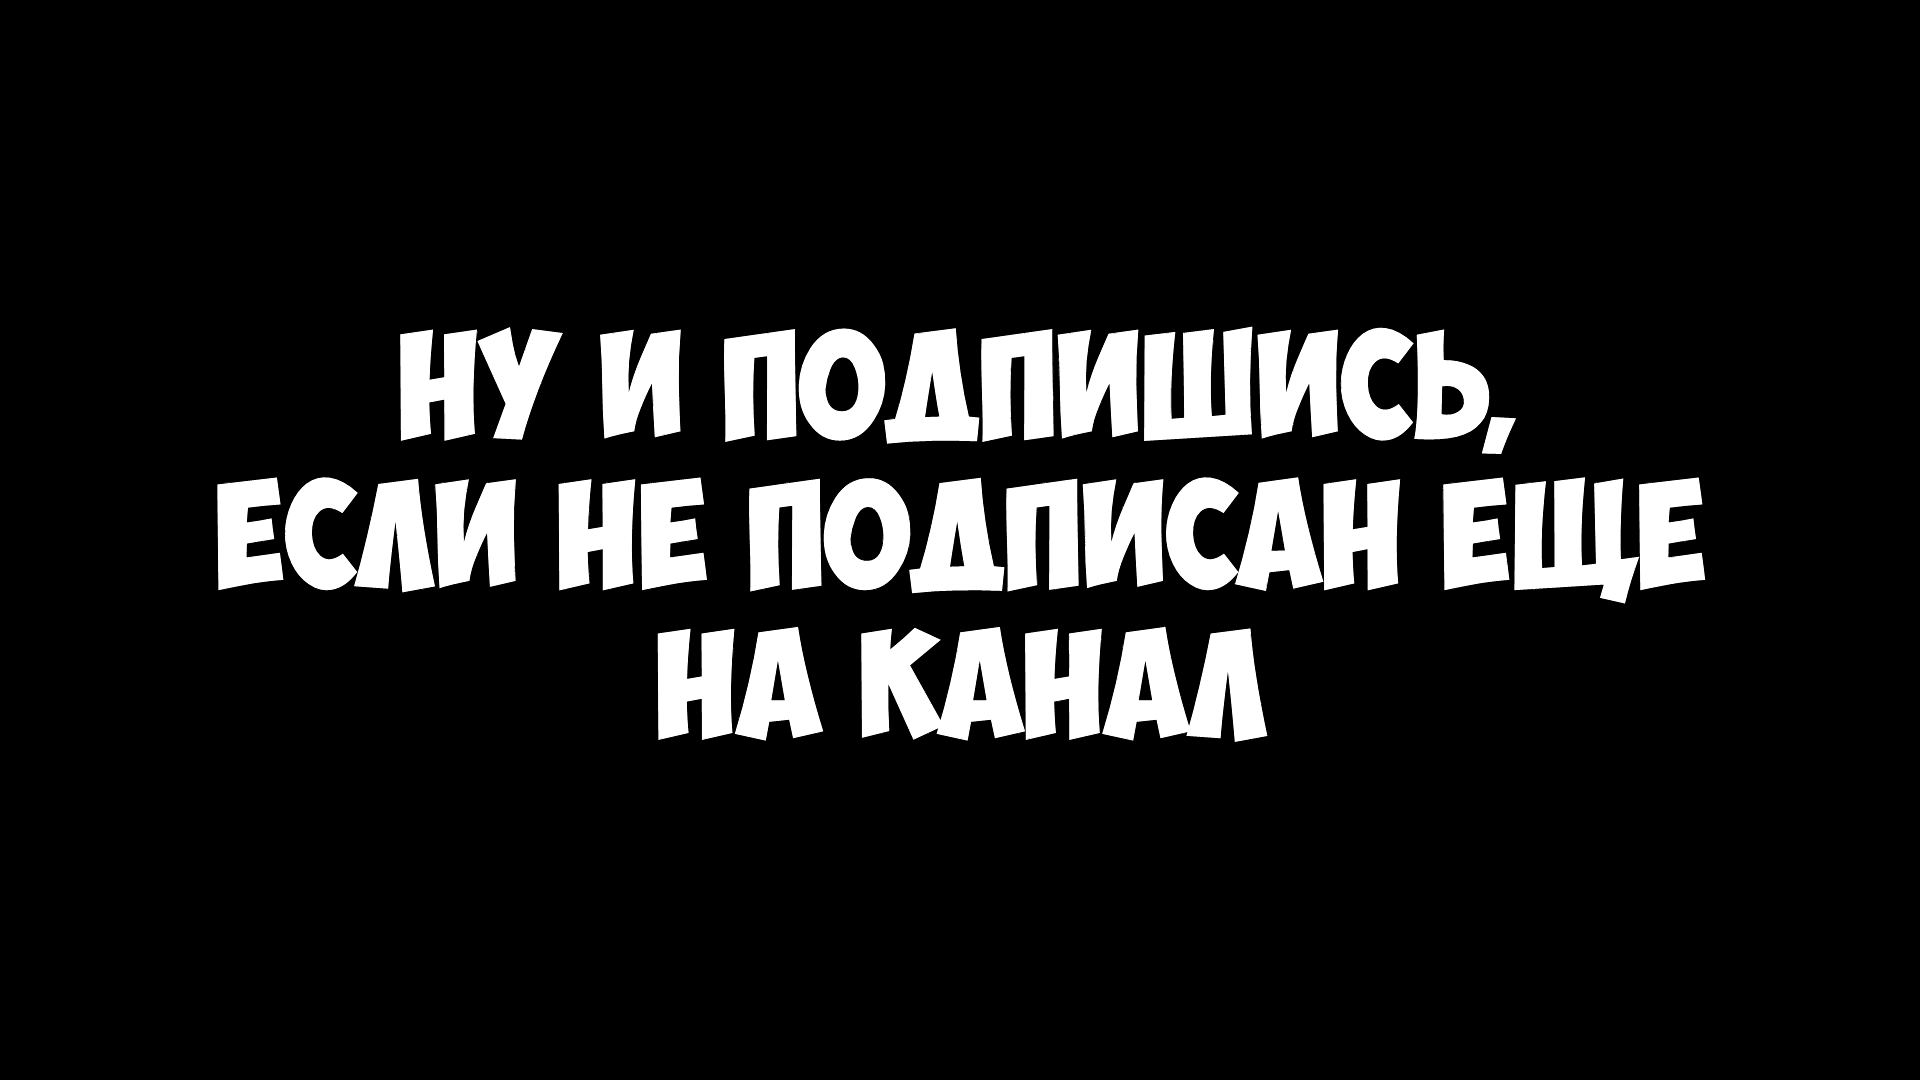 НУ И ПОДПИШИСЬ,
ЕСЛИ НЕ ПОДПИСАН ЕЩЕ
НА КАНАЛ